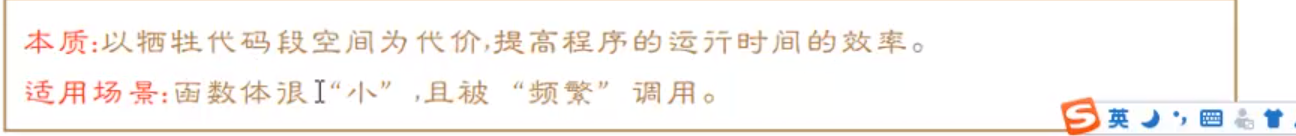 本质:以牺牲代码段空间为代价,提高程序的运行时间的效率。
适用场景:函数体很“小”,且被“频繁”调用。
英